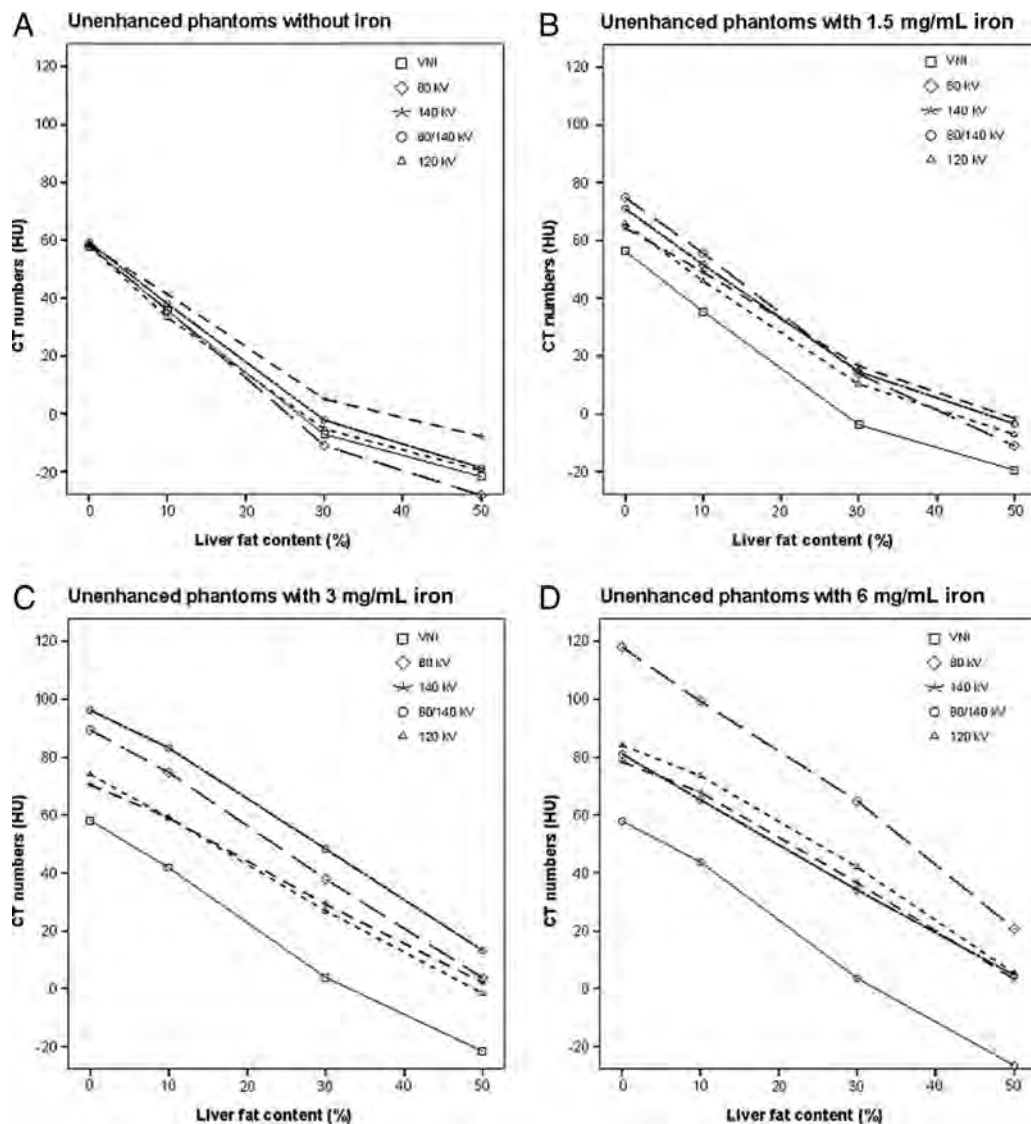 A Unenhanced phantoms without iron
120
100
80
60
40
20
0
-20
CT numbers (HU)
VNI
80 kV
140 kV
80/140 kV
120 kV
0 10 20 30 40 50
Liver fat content (%)
B Unenhanced phantoms with 1.5 mg/mL iron
120
100
80
60
40
20
0
-20
CT numbers (HU)
VNI
80 kV
140 kV
80/140 kV
120 kV
0 10 20 30 40 50
Liver fat content (%)
C Unenhanced phantoms with 3 mg/mL iron
120
100
80
60
40
20
0
-20
CT numbers (HU)
VNI
80 kV
140 kV
80/140 kV
120 kV
0 10 20 30 40 50
Liver fat content (%)
D Unenhanced phantoms with 6 mg/mL iron
120
100
80
60
40
20
0
-20
CT numbers (HU)
VNI
80 kV
140 kV
80/140 kV
120 kV
0 10 20 30 40 50
Liver fat content (%)